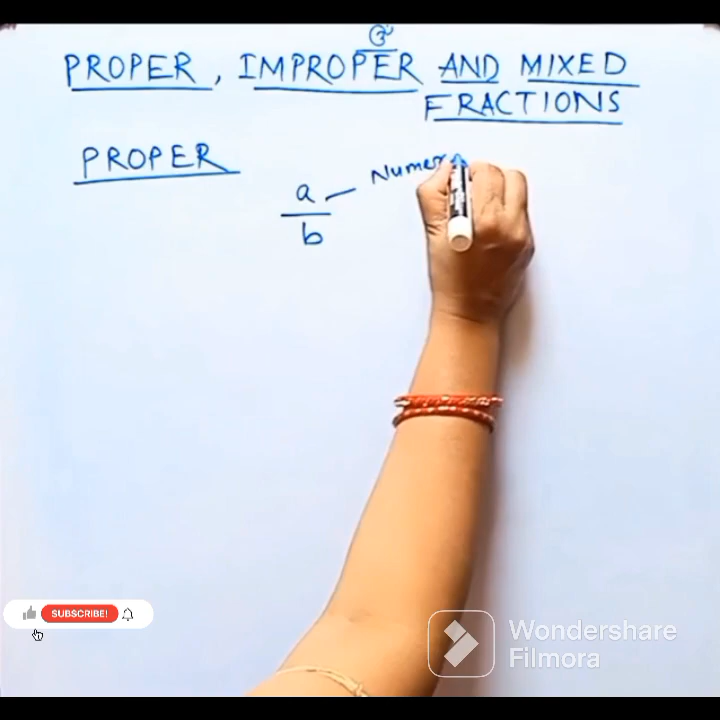 PROPER, IMPROPER AND MIXED
FRACTIONS
PROPER
a
b
SUBSCRIBE!
Wondershare
Filmora